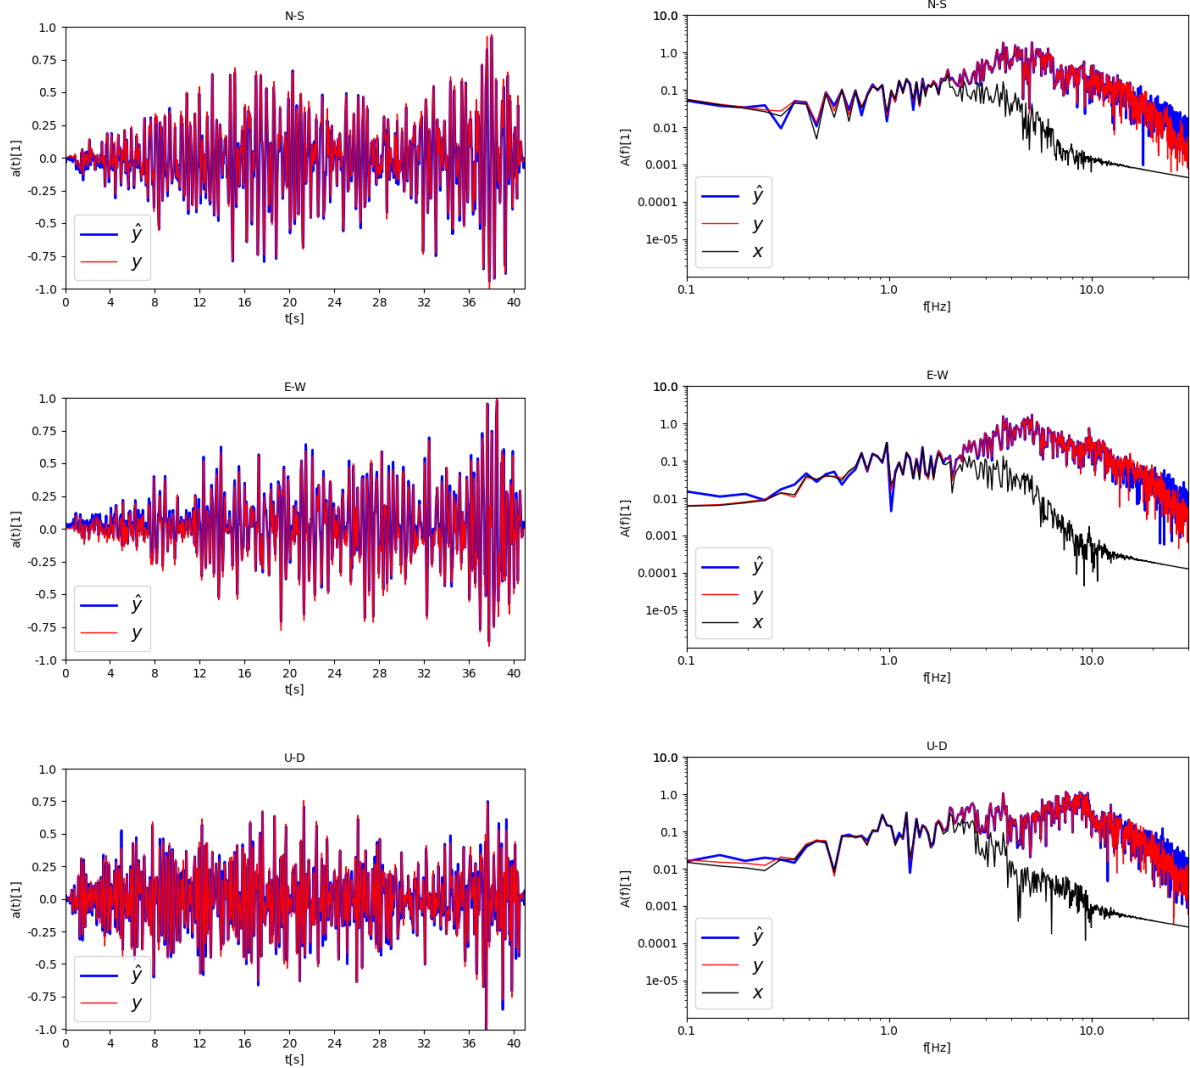 N-S
1.0
0.75
0.5
0.25
0.0
-0.25
-0.5
-0.75
-1.0
a(t)[1]
ŷ
y
0 4 8 12 16 20 24 28 32 36 40
t[s]
N-S
10.0
1.0
0.1
0.01
0.001
0.0001
1e-05
A(f)[1]
ŷ
y
x
0.1 1.0 10.0
f[Hz]
E-W
1.0
0.75
0.5
0.25
0.0
-0.25
-0.5
-0.75
-1.0
a(t)[1]
ŷ
y
0 4 8 12 16 20 24 28 32 36 40
t[s]
E-W
10.0
1.0
0.1
0.01
0.001
0.0001
1e-05
A(f)[1]
ŷ
y
x
0.1 1.0 10.0
f[Hz]
U-D
1.0
0.75
0.5
0.25
0.0
-0.25
-0.5
-0.75
-1.0
a(t)[1]
ŷ
y
0 4 8 12 16 20 24 28 32 36 40
t[s]
U-D
10.0
1.0
0.1
0.01
0.001
0.0001
1e-05
A(f)[1]
ŷ
y
x
0.1 1.0 10.0
f[Hz]